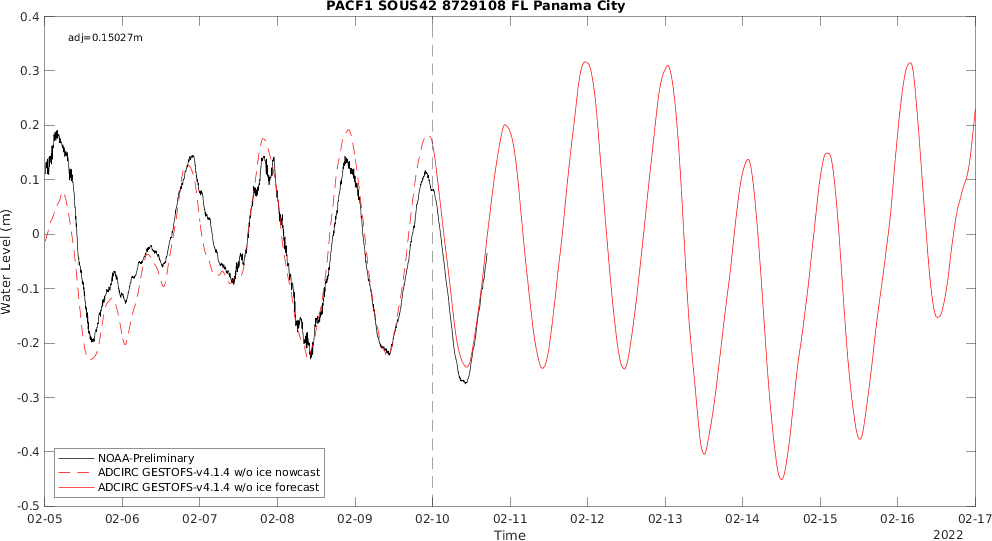 PACF1 SOUS42 8729108 FL Panama City
adj=0.15027m
0.4
0.3
0.2
0.1
0
-0.1
-0.2
-0.3
-0.4
-0.5
Water Level (m)
NOAA-Preliminary
ADCIRC GESTOFS-v4.1.4 w/o ice nowcast
ADCIRC GESTOFS-v4.1.4 w/o ice forecast
02-05 02-06 02-07 02-08 02-09 02-10 02-11 02-12 02-13 02-14 02-15 02-16 02-17
Time
2022